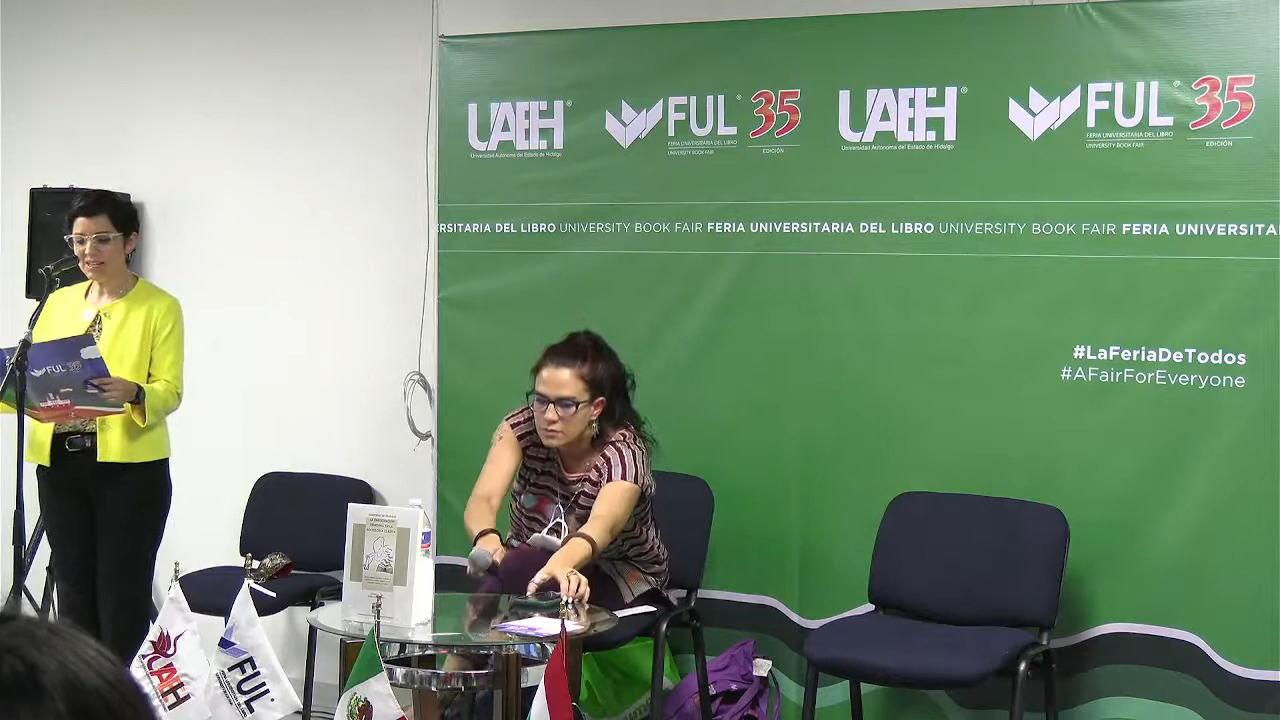 UAEH
Universidad Autónoma del Estado de Hidalgo
FUL
FERIA UNIVERSITARIA DEL LIBRO
UNIVERSITY BOOK FAIR
35
EDICIÓN
UAEH
Universidad Autónoma del Estado de Hidalgo
FUL
FERIA UNIVERSITARIA DEL LIBRO
UNIVERSITY BOOK FAIR
35
EDICIÓN
ERSITARIA DEL LIBRO UNIVERSITY BOOK FAIR FERIA UNIVERSITARIA DEL LIBRO UNIVERSITY BOOK FAIR FERIA UNIVERSITA
#LaFeriaDeTodos
#AFairForEveryone
FUL 35
UAEH
FUL